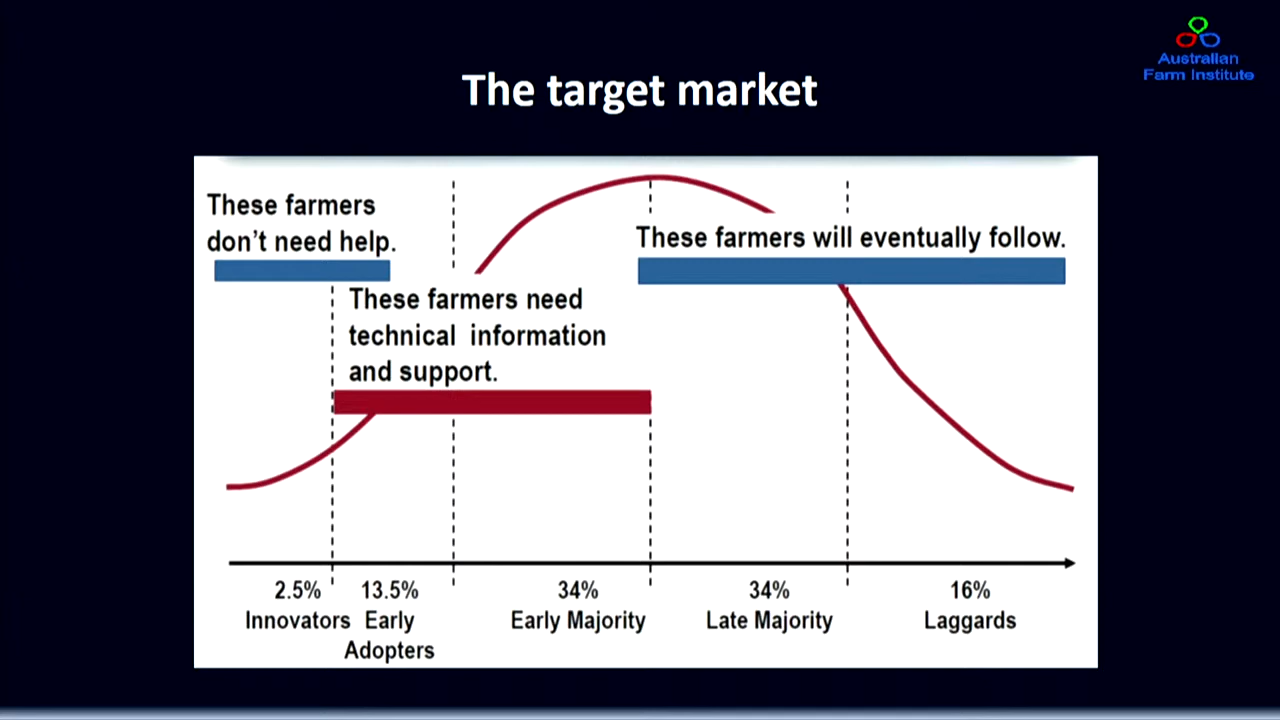 Australian
Farm Institute
The target market
These farmers
don't need help.
These farmers will eventually follow.
These farmers need
technical information
and support.
2.5%
13.5%
34%
34%
16%
Innovators
Early
Adopters
Early Majority
Late Majority
Laggards